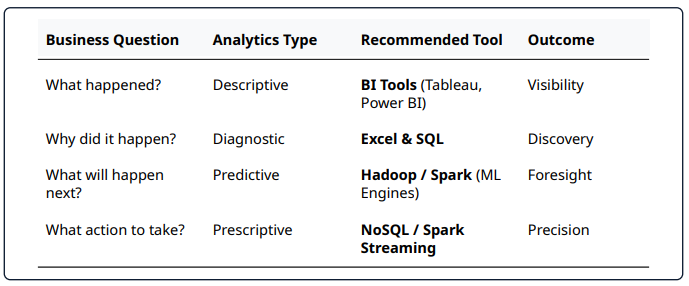 Business Question Analytics Type Recommended Tool Outcome
What happened? Descriptive BI Tools (Tableau, Power BI) Visibility
Why did it happen? Diagnostic Excel & SQL Discovery
What will happen next? Predictive Hadoop / Spark (ML Engines) Foresight
What action to take? Prescriptive NoSQL / Spark Streaming Precision